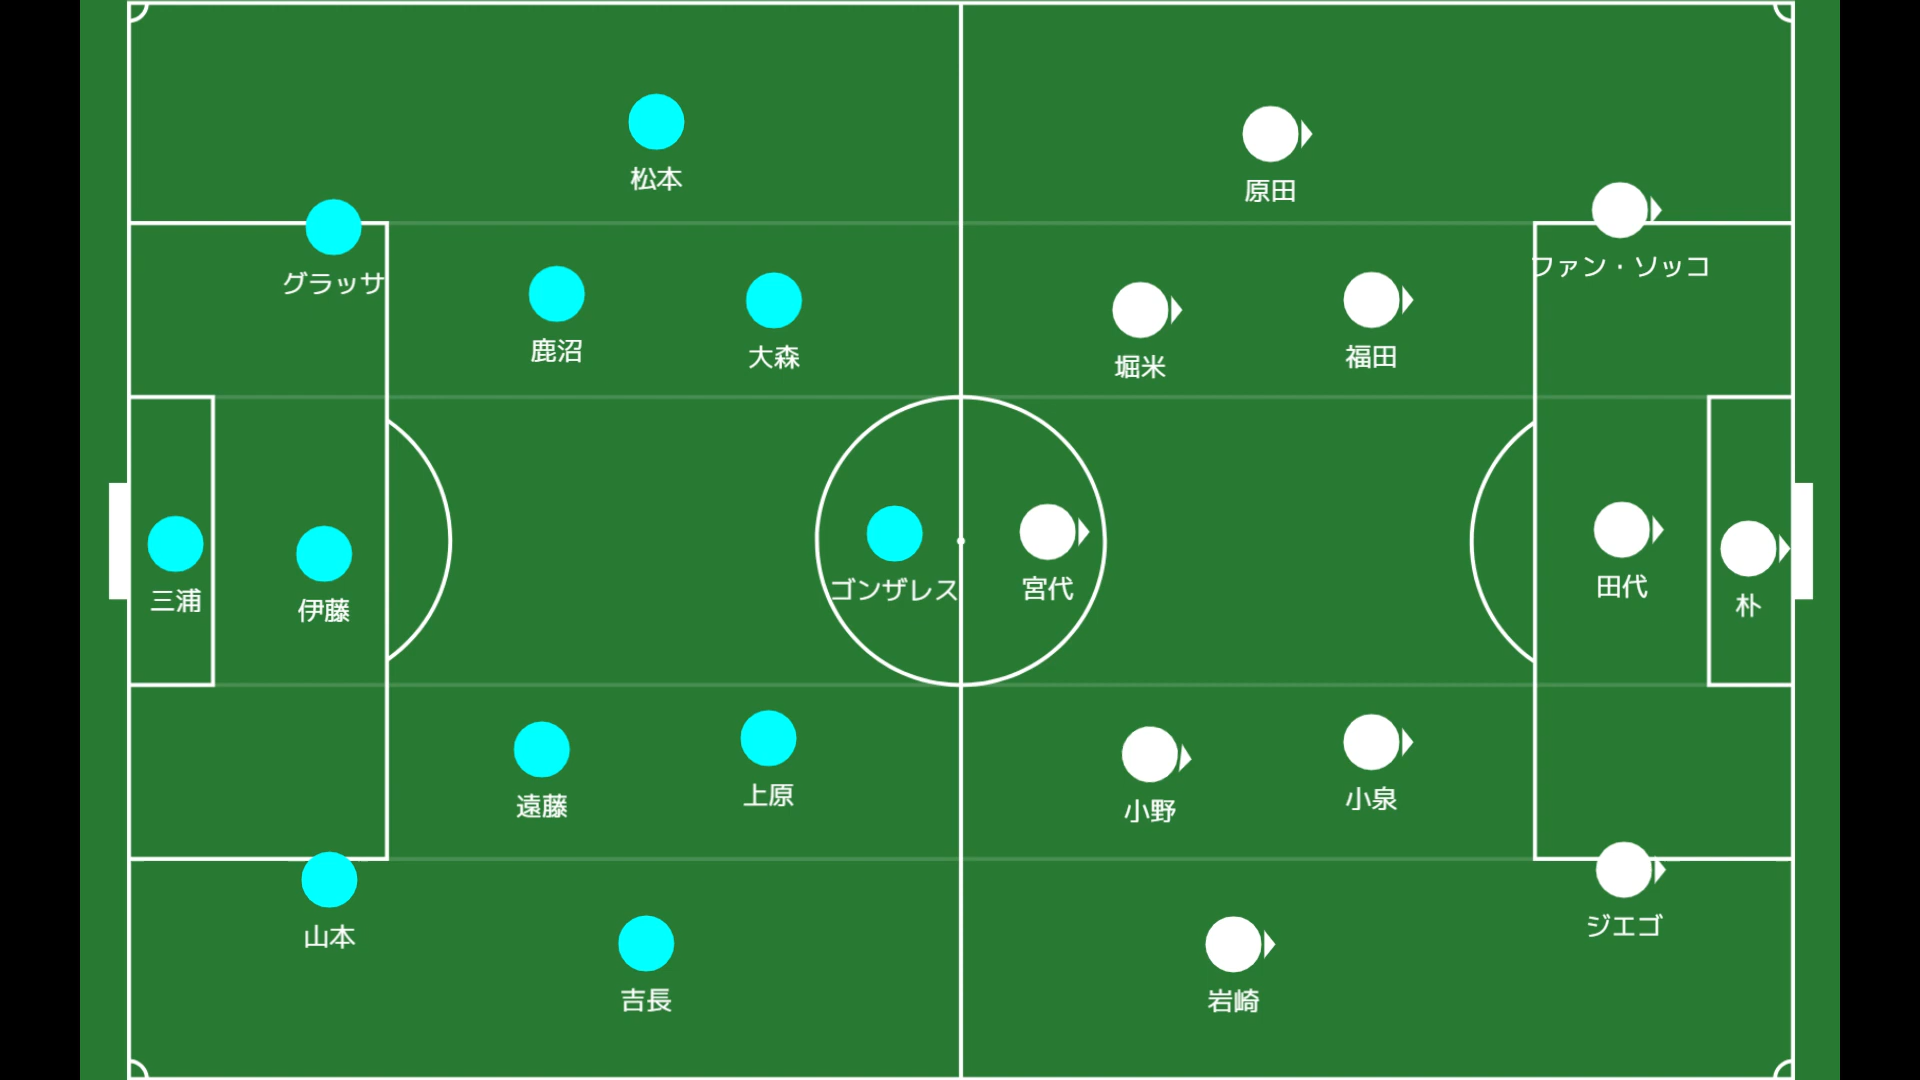 松本
原田
グラッサ
ファン・ソッコ
鹿沼
大森
堀米
福田
三浦
伊藤
ゴンザレス
宮代
田代
朴
遠藤
上原
小野
小泉
山本
ジエゴ
吉長
岩崎